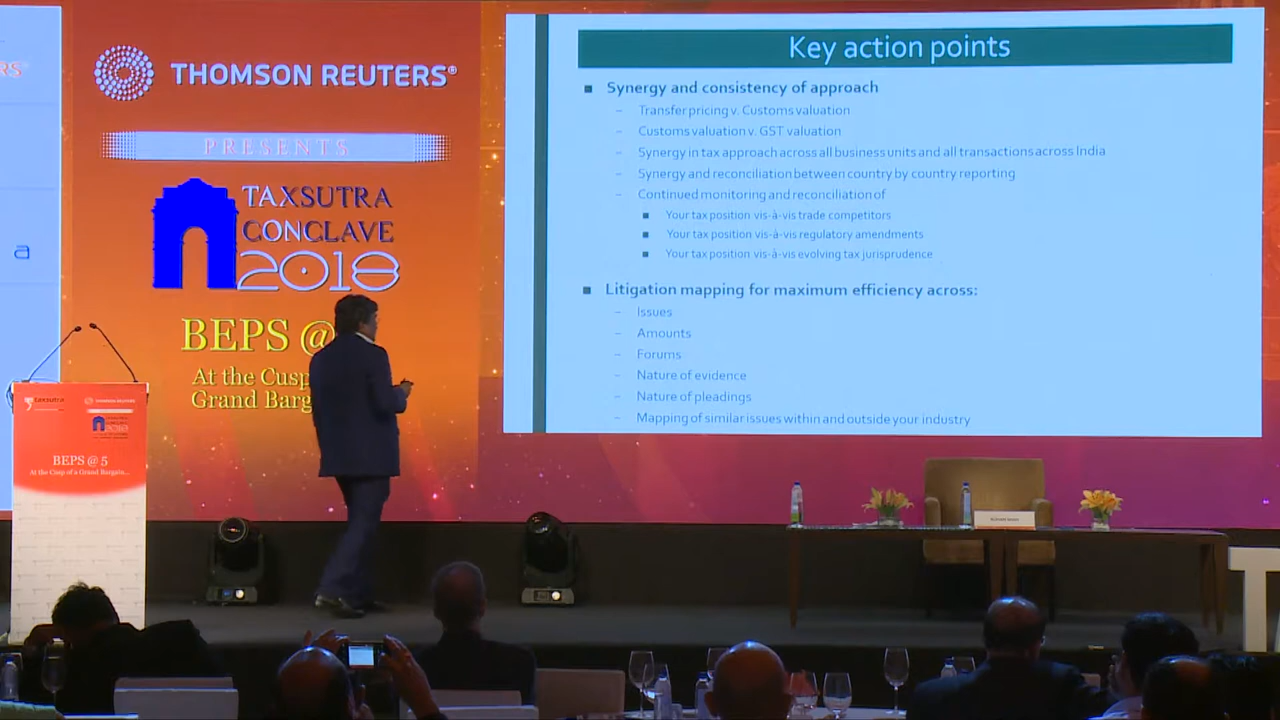 RS
a
THOMSON REUTERS®
PRESENTS
TAXSUTRA
CONCLAVE
2018
BEPS @
At the Cusp
Grand Barg
Key action points
Synergy and consistency of approach
– Transfer pricing v. Customs valuation
– Customs valuation v. GST valuation
– Synergy in tax approach across all business units and all transactions across India
– Synergy and reconciliation between country by country reporting
– Continued monitoring and reconciliation of
Your tax position vis-à-vis trade competitors
Your tax position vis-à-vis regulatory amendments
Your tax position vis-à-vis evolving tax jurisprudence
Litigation mapping for maximum efficiency across:
– Issues
– Amounts
– Forums
– Nature of evidence
– Nature of pleadings
– Mapping of similar issues within and outside your industry
taxsutra
THOMSON REUTERS
2018
BEPS @ 5
At the Cusp of a Grand Bargain...
T